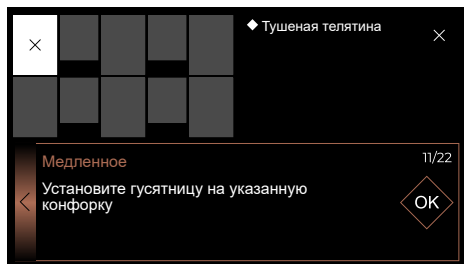 Тушеная телятина
Медленное
11/22
Установите гусятницу на указанную
конфорку
OK